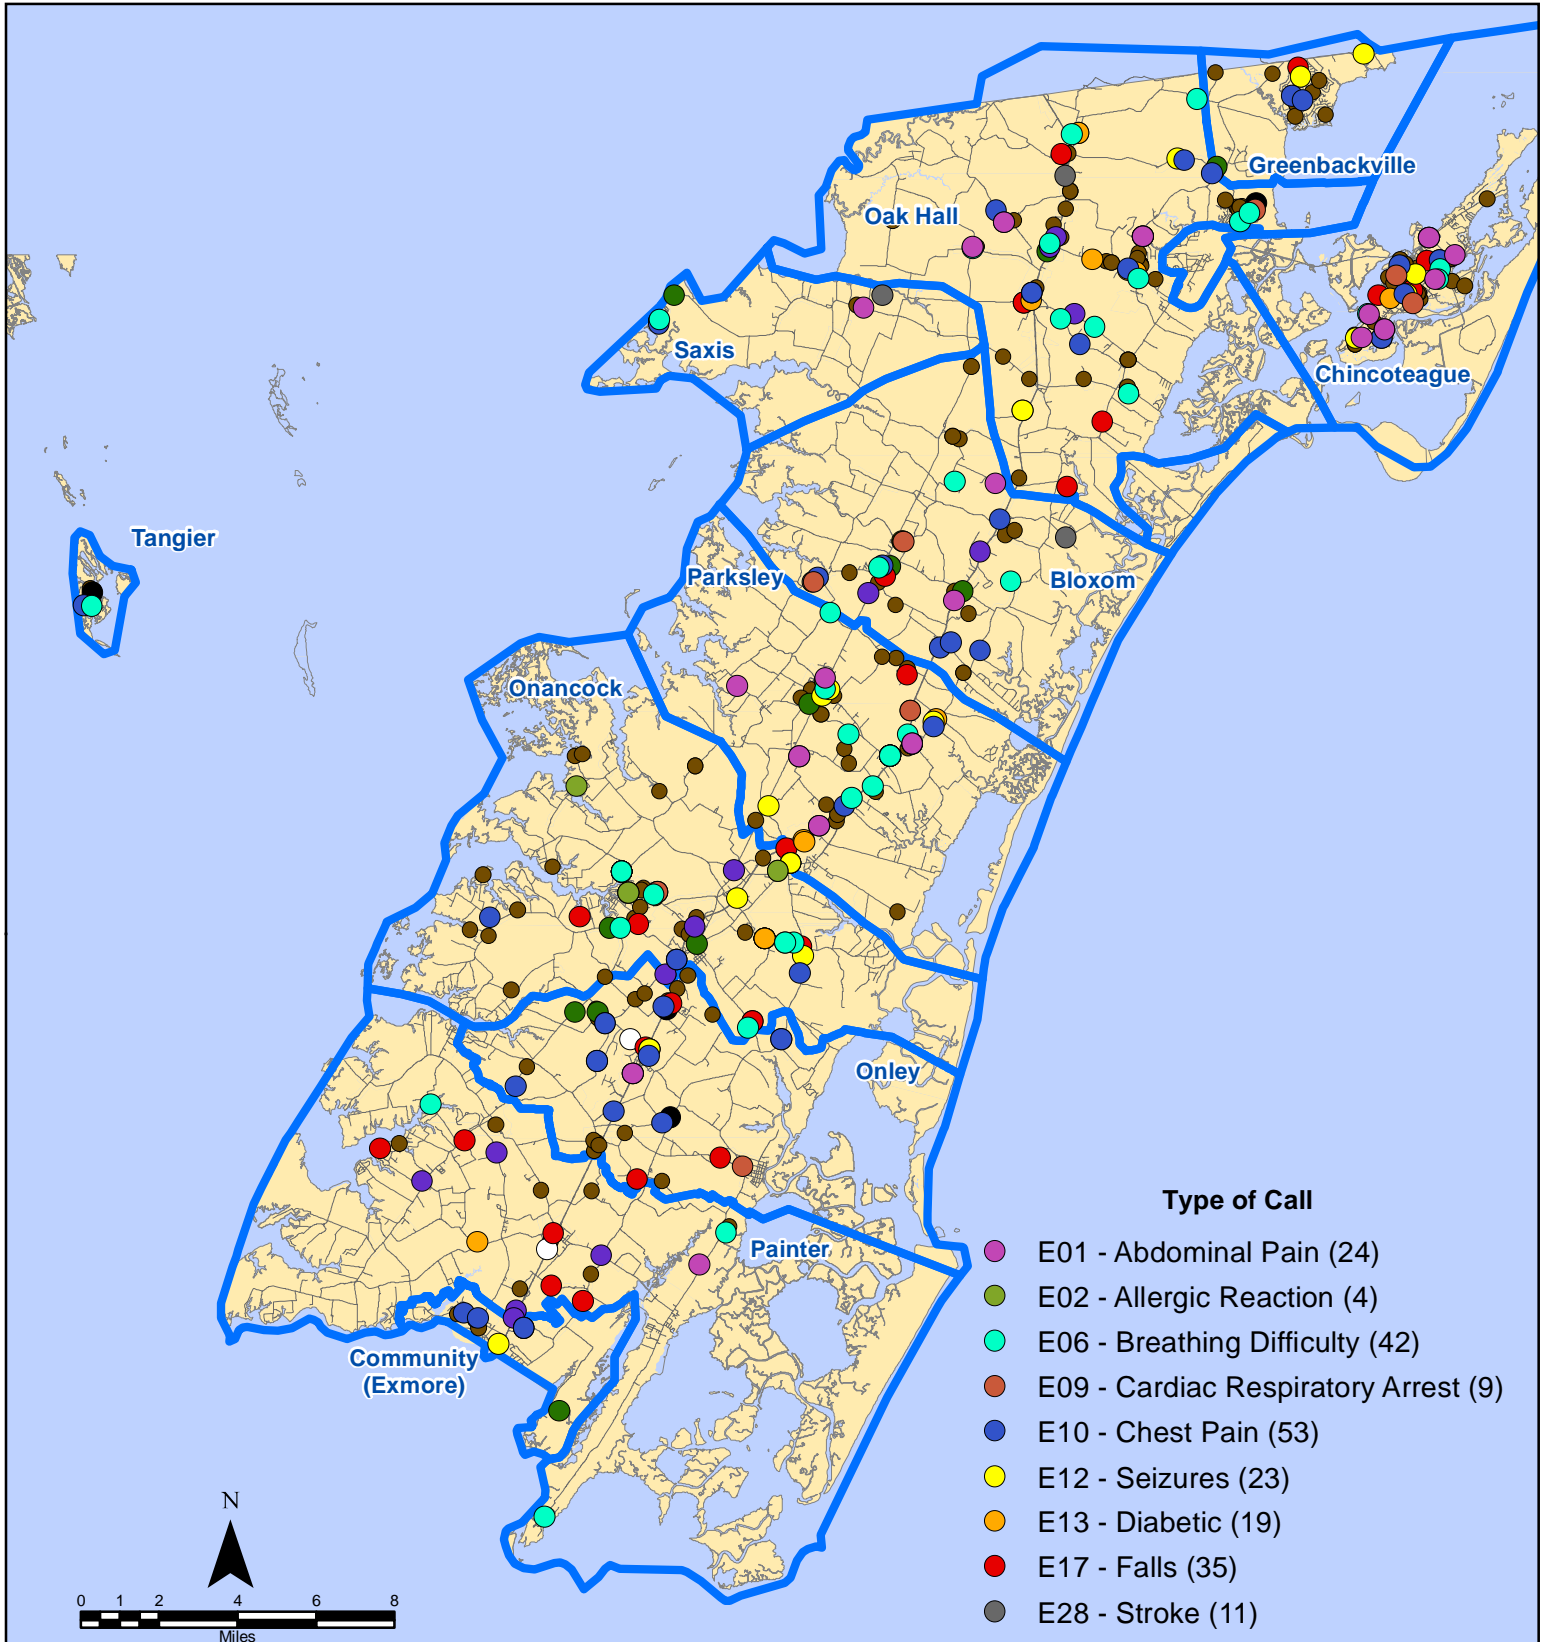 Greenbackville
Oak Hall
Saxis
Chincoteague
Tangier
Parksley
Bloxom
Onancock
Onley
Painter
Community
(Exmore)
Type of Call
E01 - Abdominal Pain (24)
E02 - Allergic Reaction (4)
E06 - Breathing Difficulty (42)
E09 - Cardiac Respiratory Arrest (9)
E10 - Chest Pain (53)
E12 - Seizures (23)
E13 - Diabetic (19)
E17 - Falls (35)
E28 - Stroke (11)
N
0 1 2 4 6 8
Miles